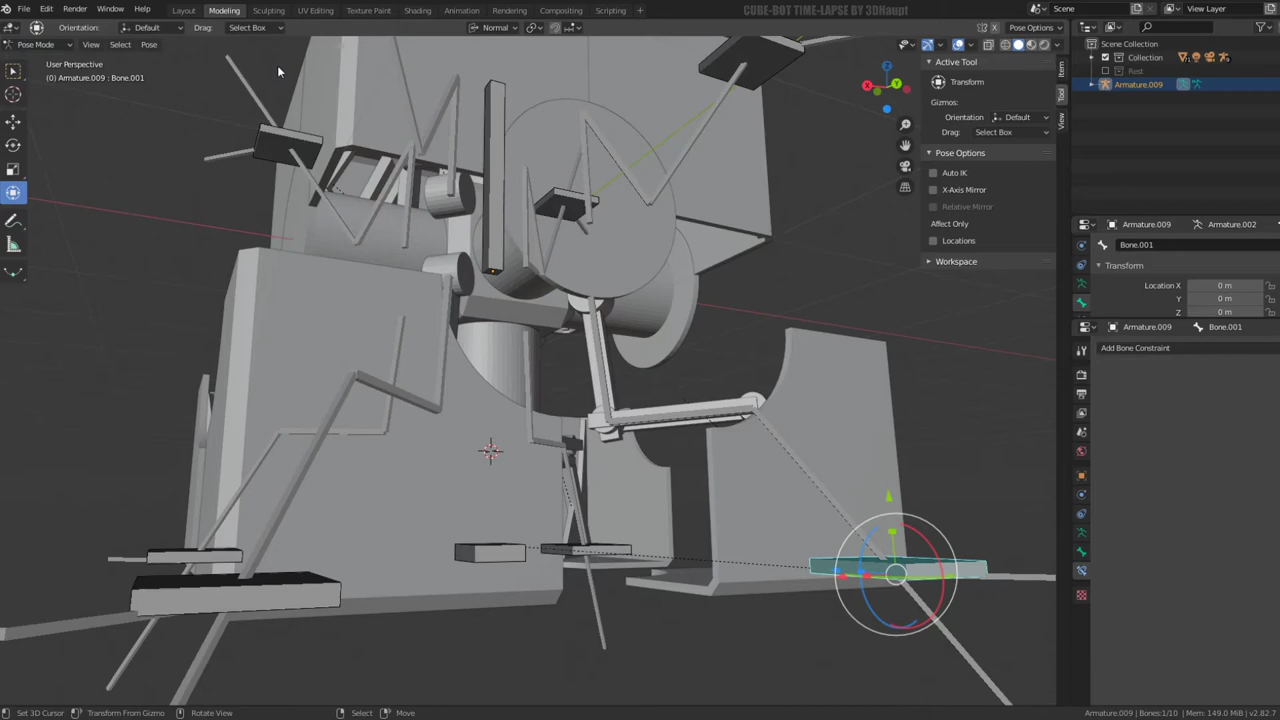 File Edit Render Window Help Layout Modeling Sculpting UV Editing Texture Paint Shading Animation Rendering Compositing Scripting CUBE-BOT TIME-LAPSE BY 3DHaupt Scene View Layer
Orientation: Default Drag: Select Box Normal Pose Options
Pose Mode View Select Pose
User Perspective
(0) Armature.009 : Bone.001
X Y Z
Active Tool
Transform
Gizmos:
Orientation Default
Drag: Select Box
Pose Options
Auto IK
X-Axis Mirror
Relative Mirror
Affect Only
Locations
Workspace
Item
Tool
View
Scene Collection
Collection
Rest
Armature.009
Armature.009 Armature.002
Bone.001
Transform
Location X 0 m
Y 0 m
Z 0 m
Armature.009 Bone.001
Add Bone Constraint
Set 3D Cursor Transform From Gizmo Rotate View Select Move Armature.009 | Bones:1/10 | Mem: 149.0 MiB | v2.82.7